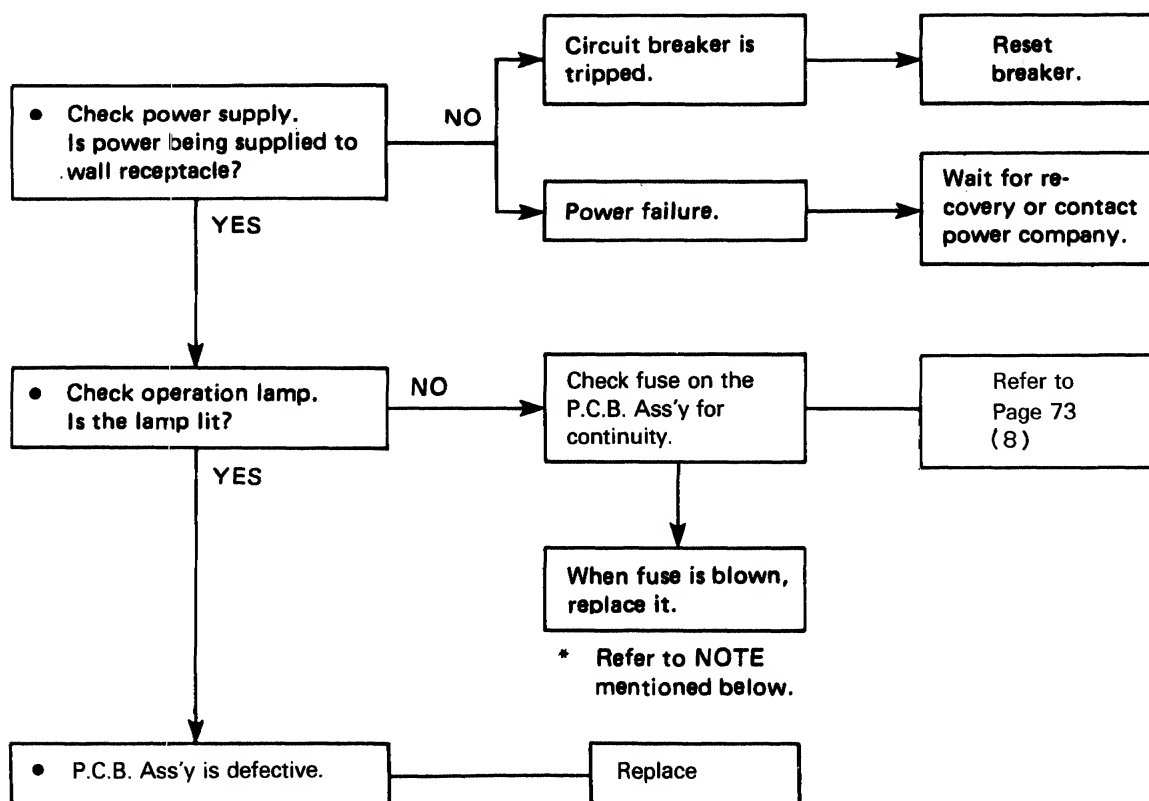 ● Check power supply.
Is power being supplied to
wall receptacle?
NO
Circuit breaker is
tripped.
Reset
breaker.
Power failure.
Wait for re-
covery or contact
power company.
YES
● Check operation lamp.
Is the lamp lit?
NO
Check fuse on the
P.C.B. Ass'y for
continuity.
Refer to
Page 73
(8)
YES
When fuse is blown,
replace it.
* Refer to NOTE
mentioned below.
● P.C.B. Ass'y is defective.
Replace